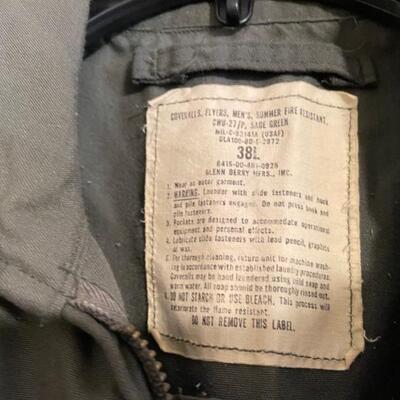 COVERALLS, FLYERS, MEN'S, SUMMER FIRE RESISTANT,
CWU-27/P, SAGE GREEN
MIL-C-83141A (USAF)
DLA100-80-C-2972
38L
8415-00-491-0926
GLENN BERRY MFRS., INC.
1. Wear as outer garment.
2. WARNING. Launder with slide fasteners and hook
and pile fasteners engaged. Do not press hook and
pile fasteners.
3. Pockets are designed to accommodate operational
equipment and personal effects.
4. Lubricate slide fasteners with lead pencil, graphite
or wax.
5. For thorough cleaning, return unit for machine wash-
ing in accordance with established laundry procedures.
Coveralls may be hand laundered using mild soap and
warm water. All soap should be thoroughly rinsed out.
6. DO NOT STARCH OR USE BLEACH. This process will
deteriorate the flame resistant.
DO NOT REMOVE THIS LABEL.